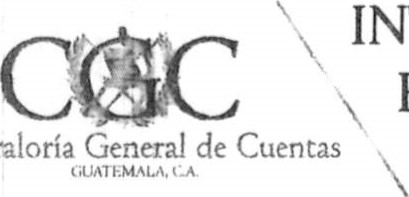 CGC
raloría General de Cuentas
GUATEMALA, C.A.
IN